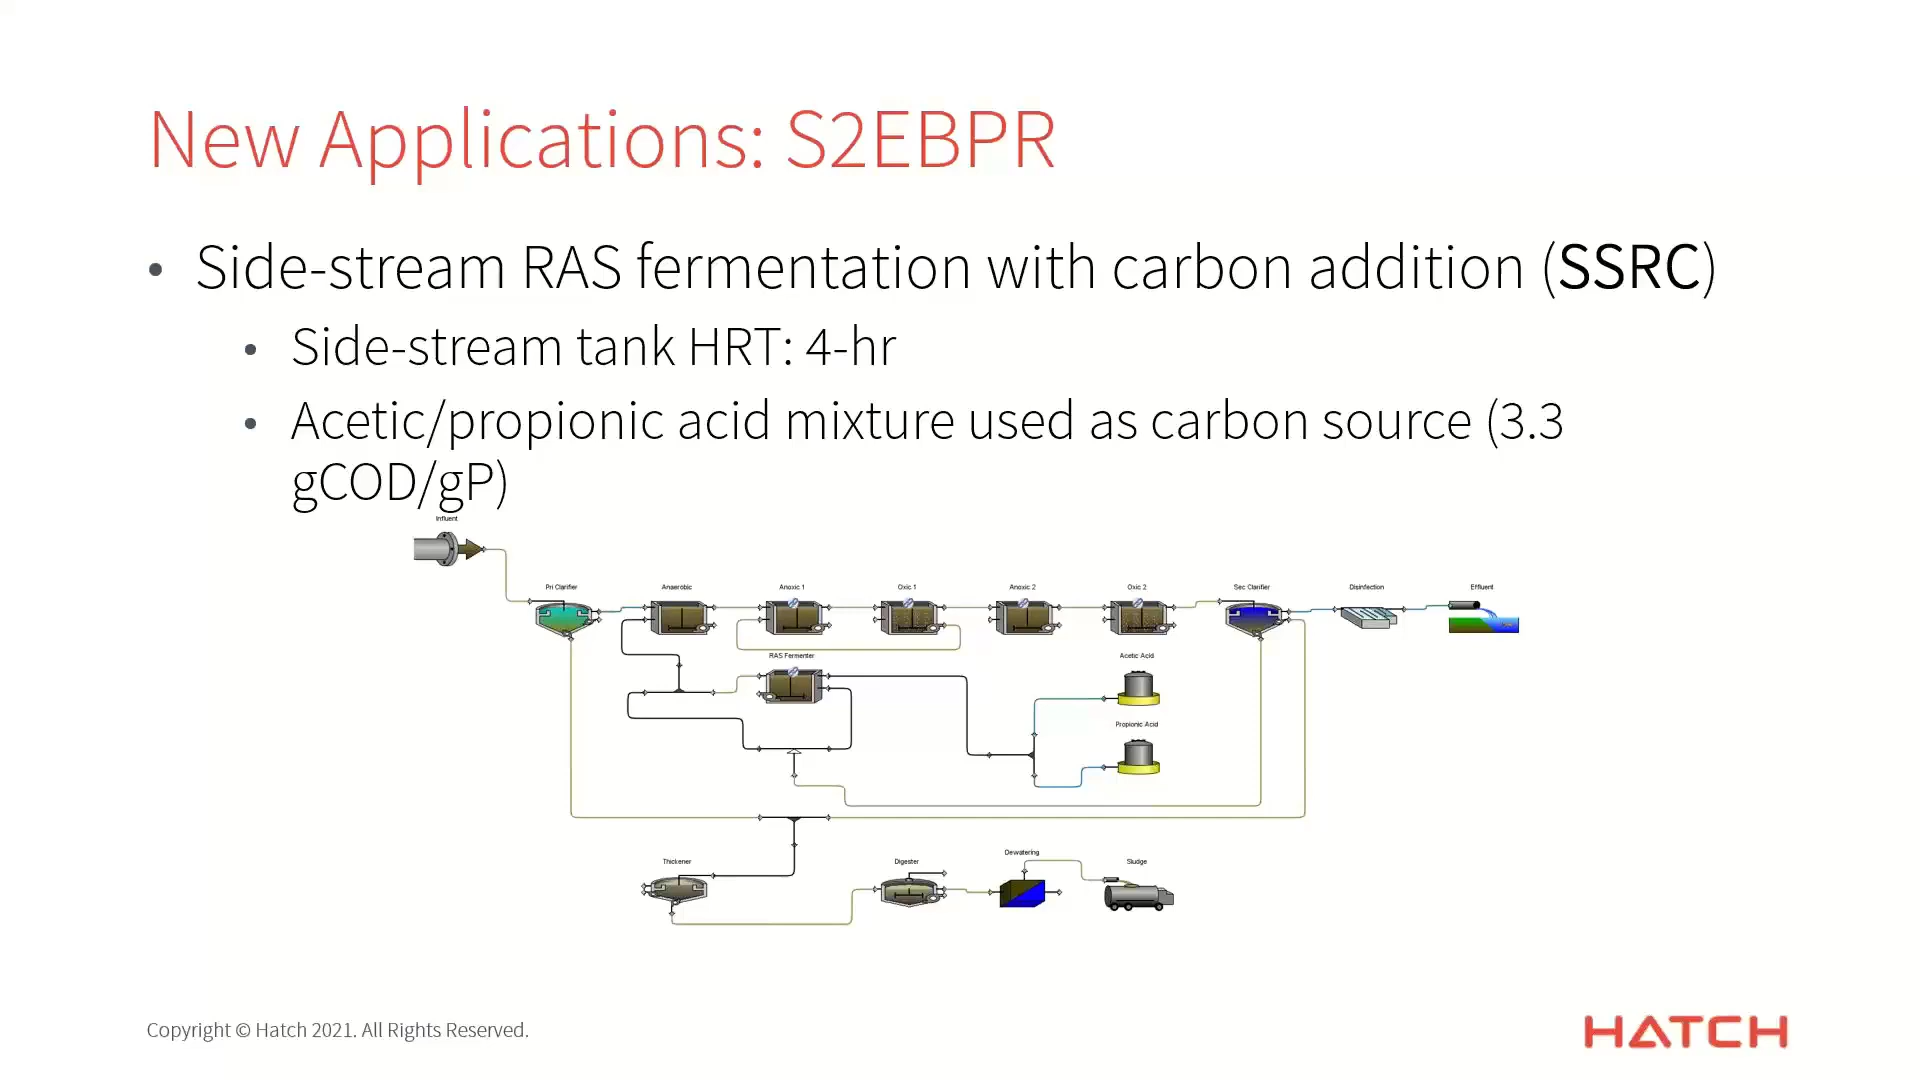 New Applications: S2EBPR
• Side-stream RAS fermentation with carbon addition (SSRC)
• Side-stream tank HRT: 4-hr
• Acetic/propionic acid mixture used as carbon source (3.3
gCOD/gP)
Influent
Pri Clarifier
Anaerobic
Anoxic 1
Oxic 1
Anoxic 2
Oxic 2
Sec Clarifier
Disinfection
Effluent
RAS Fermenter
Acetic Acid
Propionic Acid
Thickener
Digester
Dewatering
Sludge
Copyright © Hatch 2021. All Rights Reserved.
HATCH